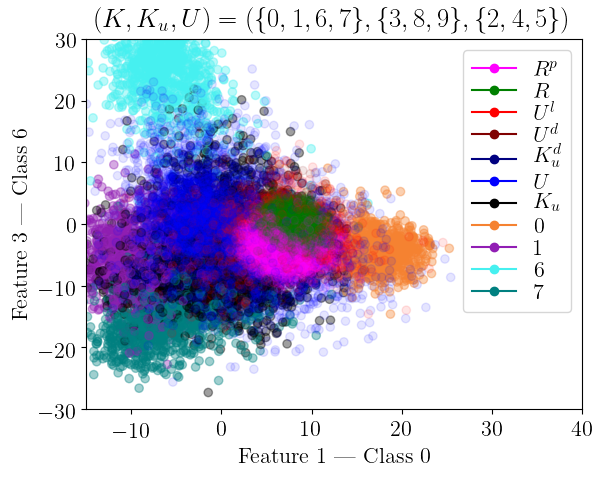 (K, K_u, U) = ({0, 1, 6, 7}, {3, 8, 9}, {2, 4, 5})
30
20
10
0
−10
−20
−30
Feature 3 — Class 6
−10
0
10
20
30
40
Feature 1 — Class 0
R^p
R
U^l
U^d
K_u^d
U
K_u
0
1
6
7